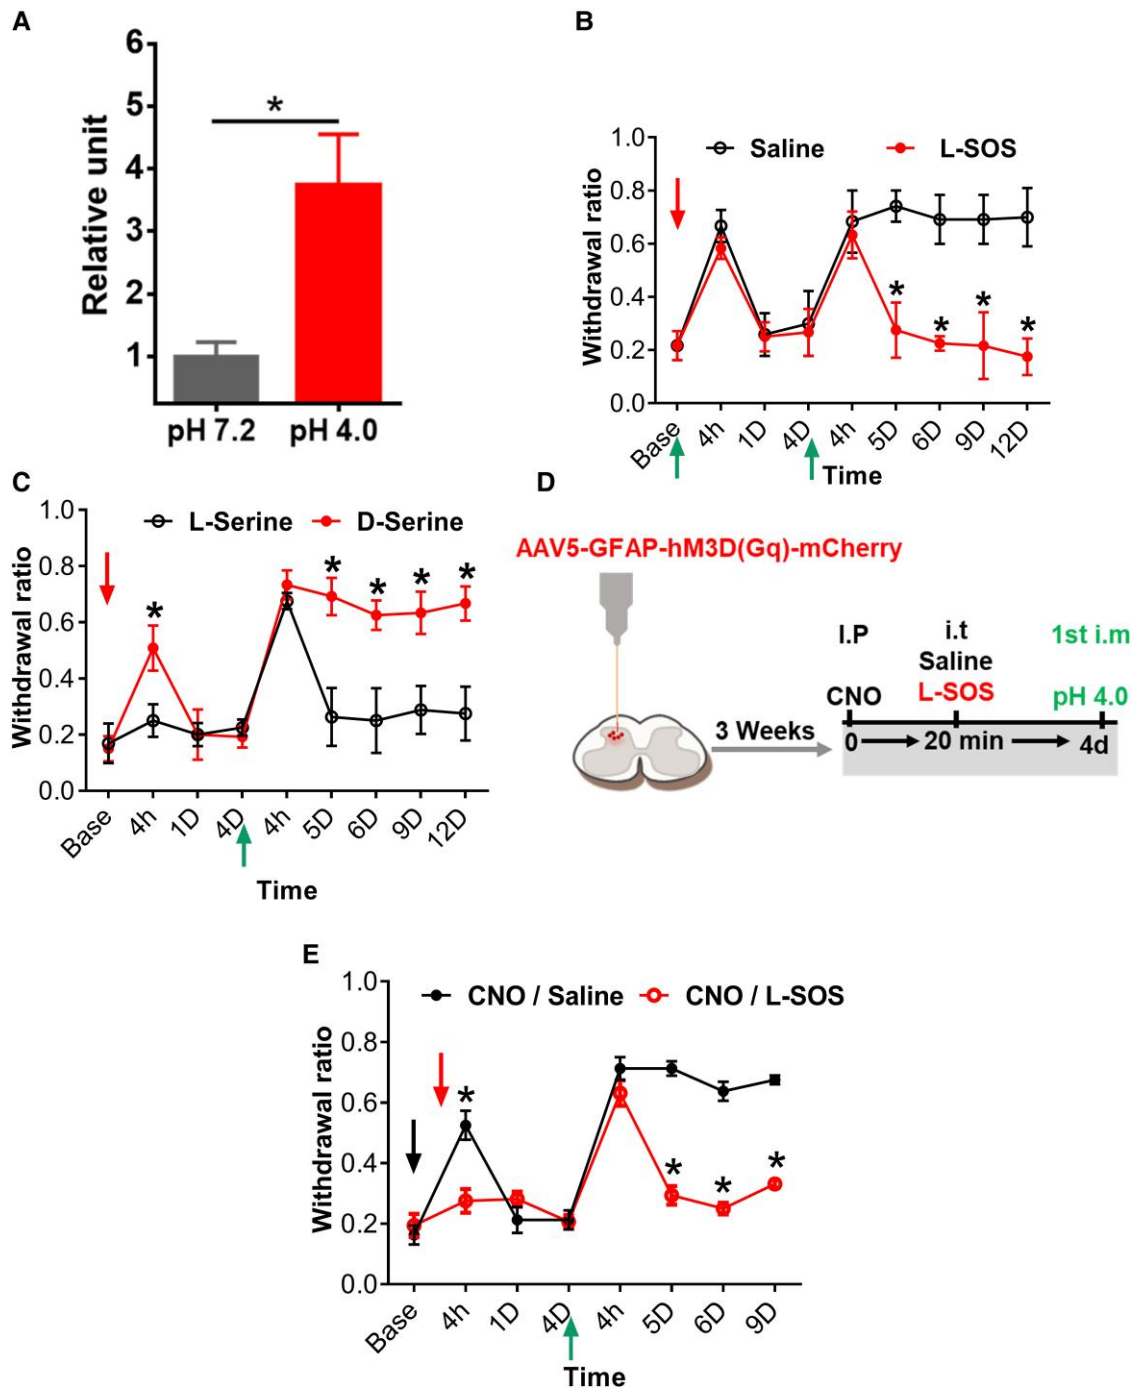 A
6
5
4
3
2
1
Relative unit
*
pH 7.2 pH 4.0
B
1.0
0.8
0.6
0.4
0.2
0.0
Withdrawal ratio
Saline L-SOS
* * * *
Base 4h 1D 4D 4h 5D 6D 9D 12D
Time
C
1.0
0.8
0.6
0.4
0.2
0.0
Withdrawal ratio
L-Serine D-Serine
* * * * *
Base 4h 1D 4D 4h 5D 6D 9D 12D
Time
D
AAV5-GFAP-hM3D(Gq)-mCherry
3 Weeks
I.P i.t 1st i.m
Saline
CNO L-SOS pH 4.0
0 20 min 4d
E
1.0
0.8
0.6
0.4
0.2
0.0
Withdrawal ratio
CNO / Saline CNO / L-SOS
* * * *
Base 4h 1D 4D 4h 5D 6D 9D
Time